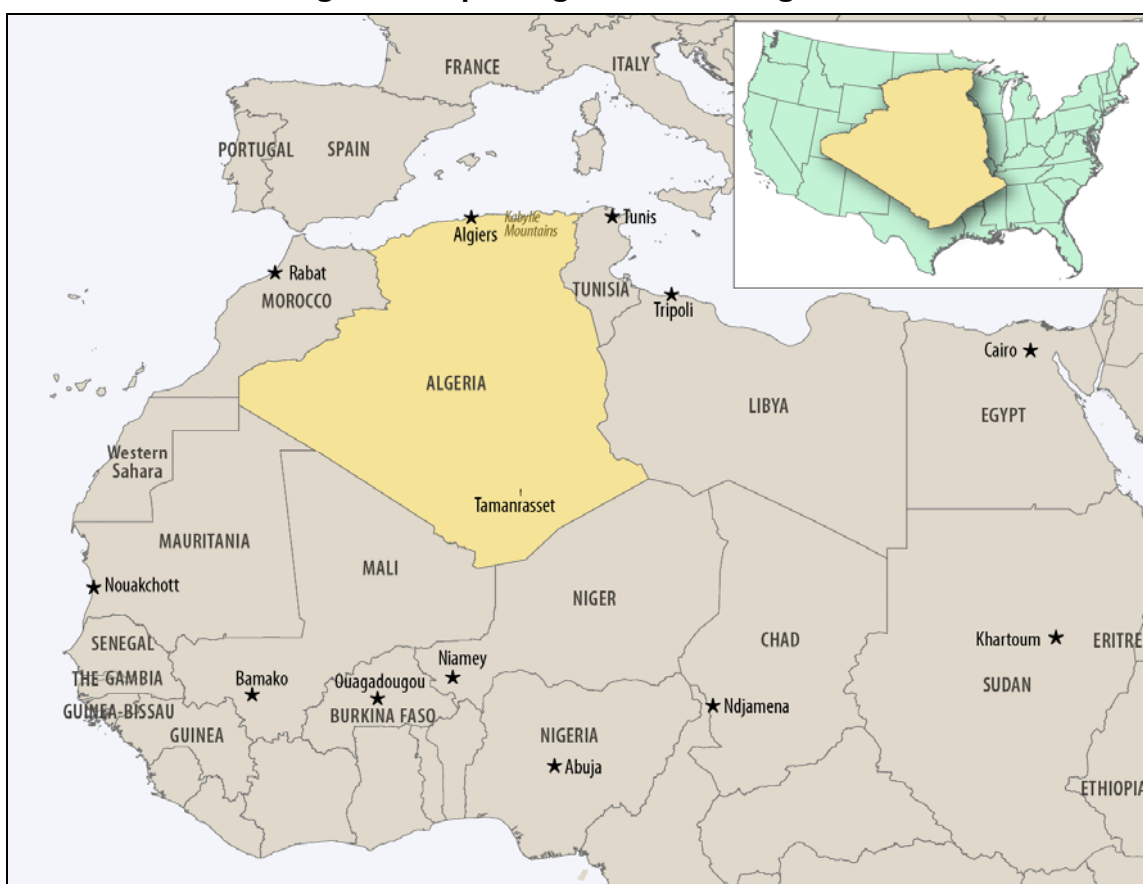 FRANCE
ITALY
PORTUGAL
SPAIN
Algiers
Kabylie
Mountains
Tunis
Rabat
MOROCCO
TUNISIA
Tripoli
Cairo
ALGERIA
LIBYA
EGYPT
Western
Sahara
Tamanrasset
MAURITANIA
MALI
Nouakchott
NIGER
CHAD
Khartoum
ERITRE
SENEGAL
Niamey
SUDAN
THE GAMBIA
Bamako
Ouagadougou
Ndjamena
GUINEA-BISSAU
BURKINA FASO
GUINEA
NIGERIA
Abuja
ETHIOPIA